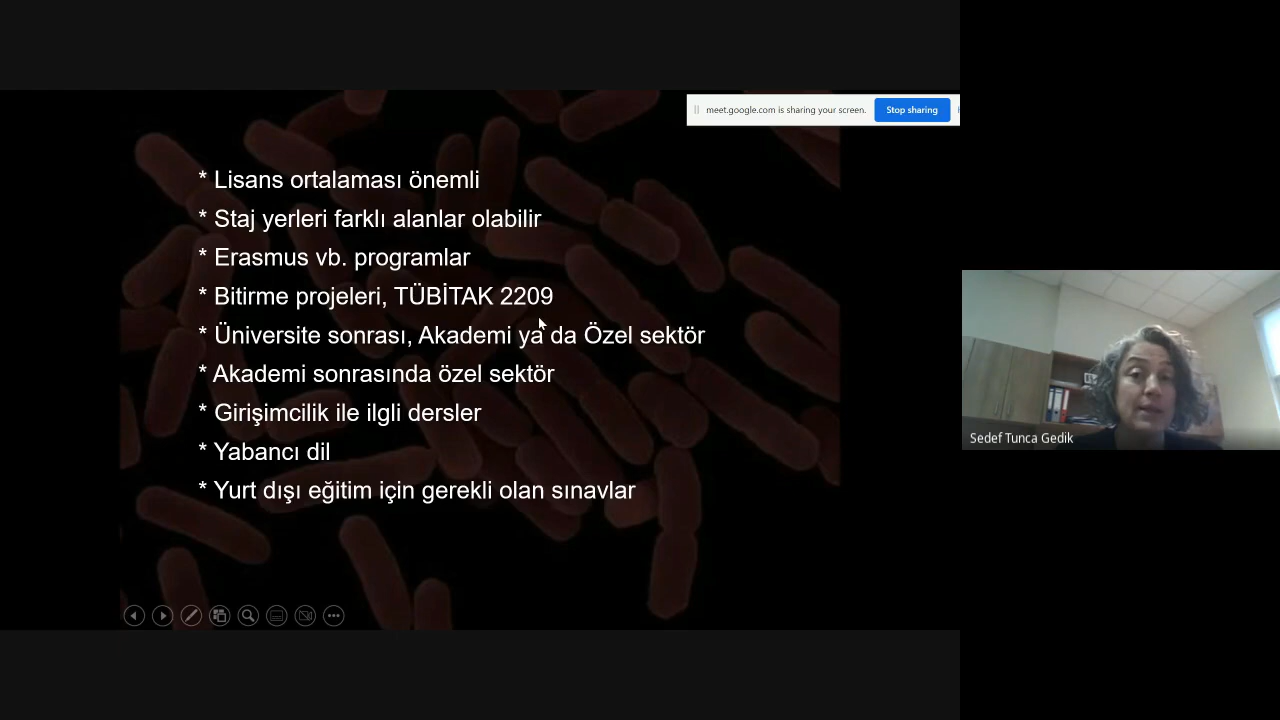 meet.google.com is sharing your screen.
Stop sharing
* Lisans ortalaması önemli
* Staj yerleri farklı alanlar olabilir
* Erasmus vb. programlar
* Bitirme projeleri, TÜBİTAK 2209
* Üniversite sonrası, Akademi ya da Özel sektör
* Akademi sonrasında özel sektör
* Girişimcilik ile ilgli dersler
* Yabancı dil
* Yurt dışı eğitim için gerekli olan sınavlar
Sedef Tunca Gedik